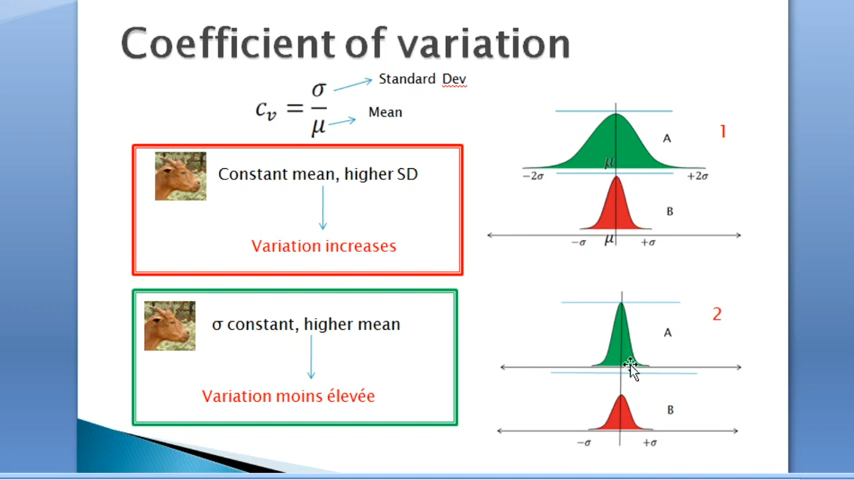 Coefficient of variation
cᵥ = σ/μ
Standard Dev
Mean
Constant mean, higher SD
Variation increases
σ constant, higher mean
Variation moins élevée
1
A
μ
−2σ
+2σ
B
−σ
μ
+σ
2
A
B
−σ
+σ